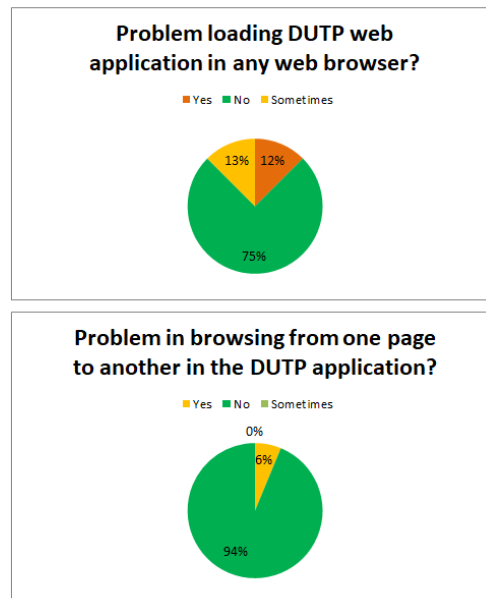 Problem loading DUTP web
application in any web browser?
Yes No Sometimes
13% 12%
75%
Problem in browsing from one page
to another in the DUTP application?
Yes No Sometimes
0%
6%
94%